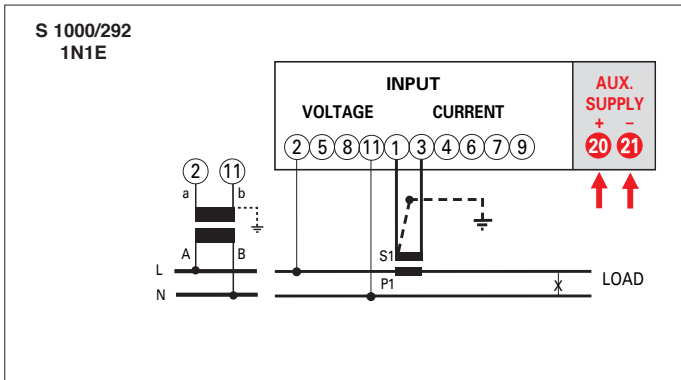 S 1000/292
1N1E
INPUT
VOLTAGE CURRENT
2 5 8 11 1 3 4 6 7 9
AUX.
SUPPLY
+ –
20 21
2 11
a b
A B
S1
P1
L
N
X
LOAD